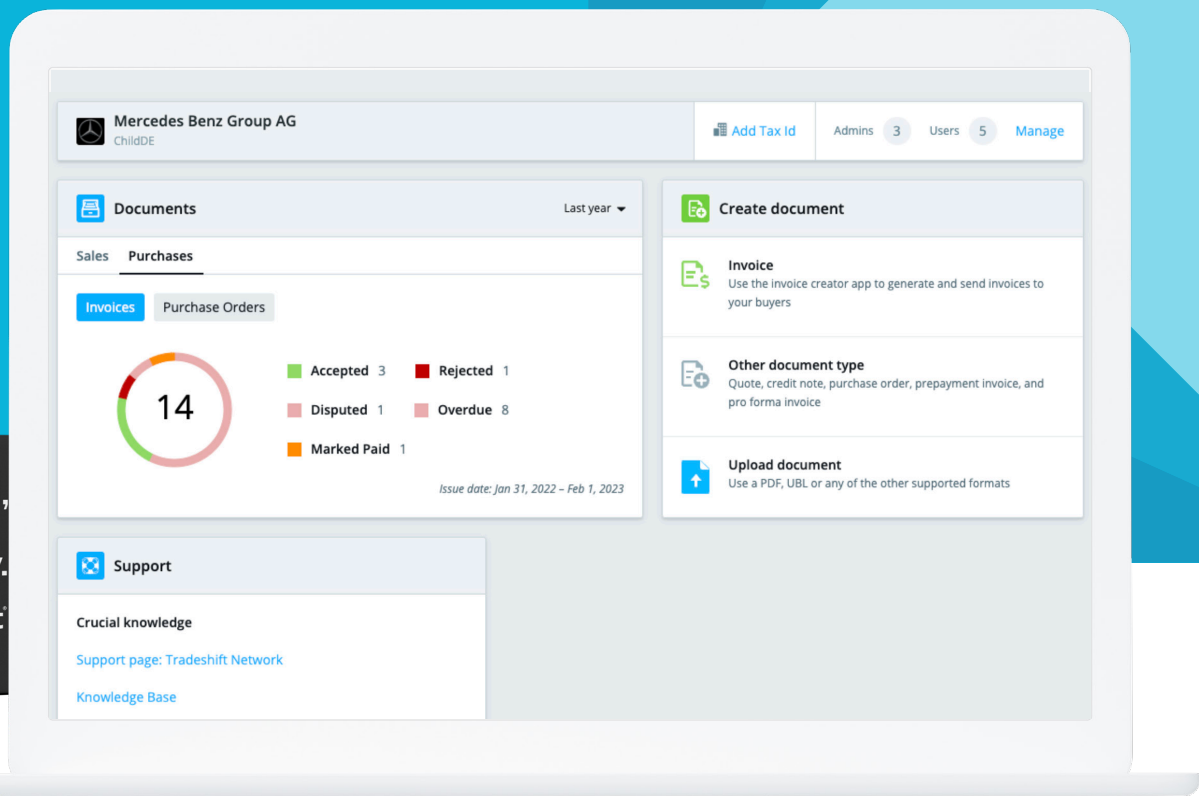 Mercedes Benz Group AG
ChildDE
Add Tax Id
Admins 3 Users 5 Manage
Documents
Last year
Sales Purchases
Invoices Purchase Orders
14
Accepted 3 Rejected 1
Disputed 1 Overdue 8
Marked Paid 1
Issue date: Jan 31, 2022 – Feb 1, 2023
Create document
Invoice
Use the invoice creator app to generate and send invoices to
your buyers
Other document type
Quote, credit note, purchase order, prepayment invoice, and
pro forma invoice
Upload document
Use a PDF, UBL or any of the other supported formats
Support
Crucial knowledge
Support page: Tradeshift Network
Knowledge Base